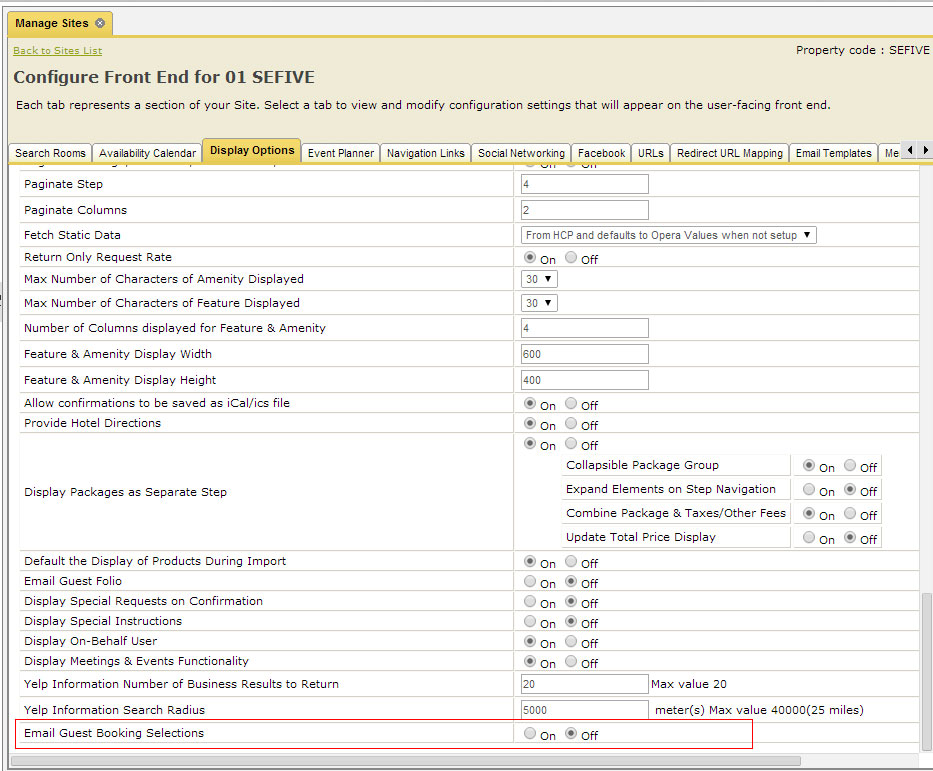 Manage Sites
Back to Sites List
Property code : SEFIVE
Configure Front End for 01 SEFIVE
Each tab represents a section of your Site. Select a tab to view and modify configuration settings that will appear on the user-facing front end.
Search Rooms Availability Calendar Display Options Event Planner Navigation Links Social Networking Facebook URLs Redirect URL Mapping Email Templates Me
Paginate Step 4
Paginate Columns 2
Fetch Static Data From HCP and defaults to Opera Values when not setup
Return Only Request Rate On Off
Max Number of Characters of Amenity Displayed 30
Max Number of Characters of Feature Displayed 30
Number of Columns displayed for Feature & Amenity 4
Feature & Amenity Display Width 600
Feature & Amenity Display Height 400
Allow confirmations to be saved as iCal/ics file On Off
Provide Hotel Directions On Off
On Off
Collapsible Package Group On Off
Expand Elements on Step Navigation On Off
Display Packages as Separate Step
Combine Package & Taxes/Other Fees On Off
Update Total Price Display On Off
Default the Display of Products During Import On Off
Email Guest Folio On Off
Display Special Requests on Confirmation On Off
Display Special Instructions On Off
Display On-Behalf User On Off
Display Meetings & Events Functionality On Off
Yelp Information Number of Business Results to Return 20 Max value 20
Yelp Information Search Radius 5000 meter(s) Max value 40000(25 miles)
Email Guest Booking Selections On Off